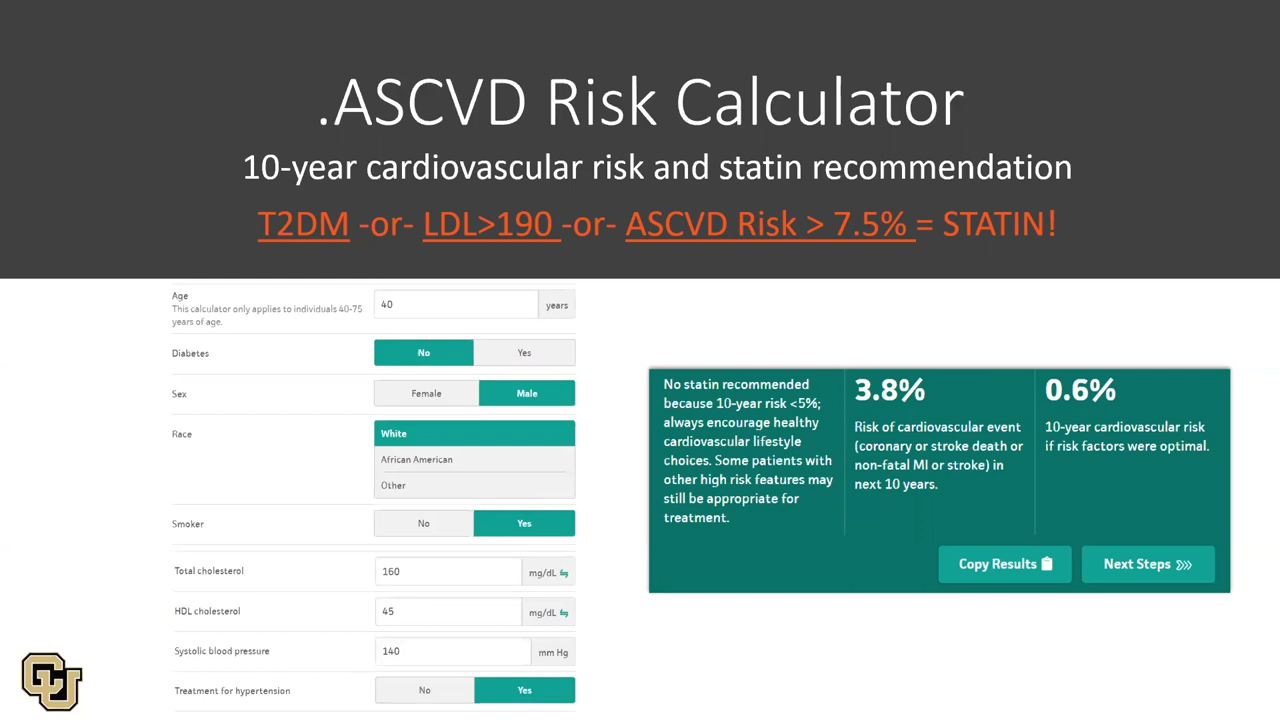 .ASCVD Risk Calculator
10-year cardiovascular risk and statin recommendation
T2DM -or- LDL>190 -or- ASCVD Risk > 7.5% = STATIN!
Age
This calculator only applies to individuals 40-75
years of age.
40
years
Diabetes
No
Yes
Sex
Female
Male
Race
White
African American
Other
Smoker
No
Yes
Total cholesterol
160
mg/dL
HDL cholesterol
45
mg/dL
Systolic blood pressure
140
mm Hg
Treatment for hypertension
No
Yes
No statin recommended
because 10-year risk <5%;
always encourage healthy
cardiovascular lifestyle
choices. Some patients with
other high risk features may
still be appropriate for
treatment.
3.8%
Risk of cardiovascular event
(coronary or stroke death or
non-fatal MI or stroke) in
next 10 years.
0.6%
10-year cardiovascular risk
if risk factors were optimal.
Copy Results
Next Steps
CU